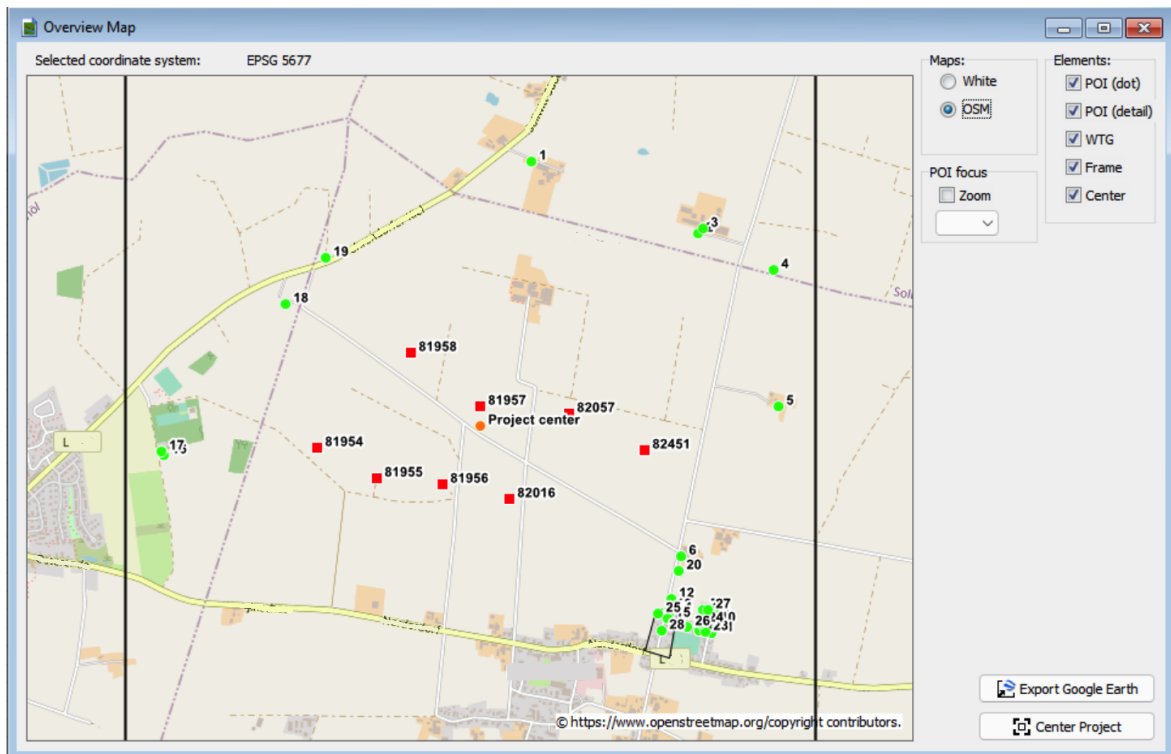 Overview Map
Selected coordinate system: EPSG 5677
Maps:
White
OSM
Elements:
POI (dot)
POI (detail)
WTG
Frame
Center
POI focus
Zoom
1
3
4
19
18
81958
81957
82057
Project center
5
L
17
81954
82451
81955
81956
82016
6
20
12
25
27
28
26
© https://www.openstreetmap.org/copyright contributors.
L
Export Google Earth
Center Project